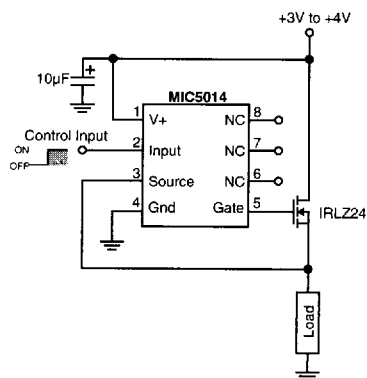 +3V to +4V
10µF
+
MIC5014
1 V+ NC 8
Control Input
ON
OFF
2 Input NC 7
3 Source NC 6
4 Gnd Gate 5
IRLZ24
Load